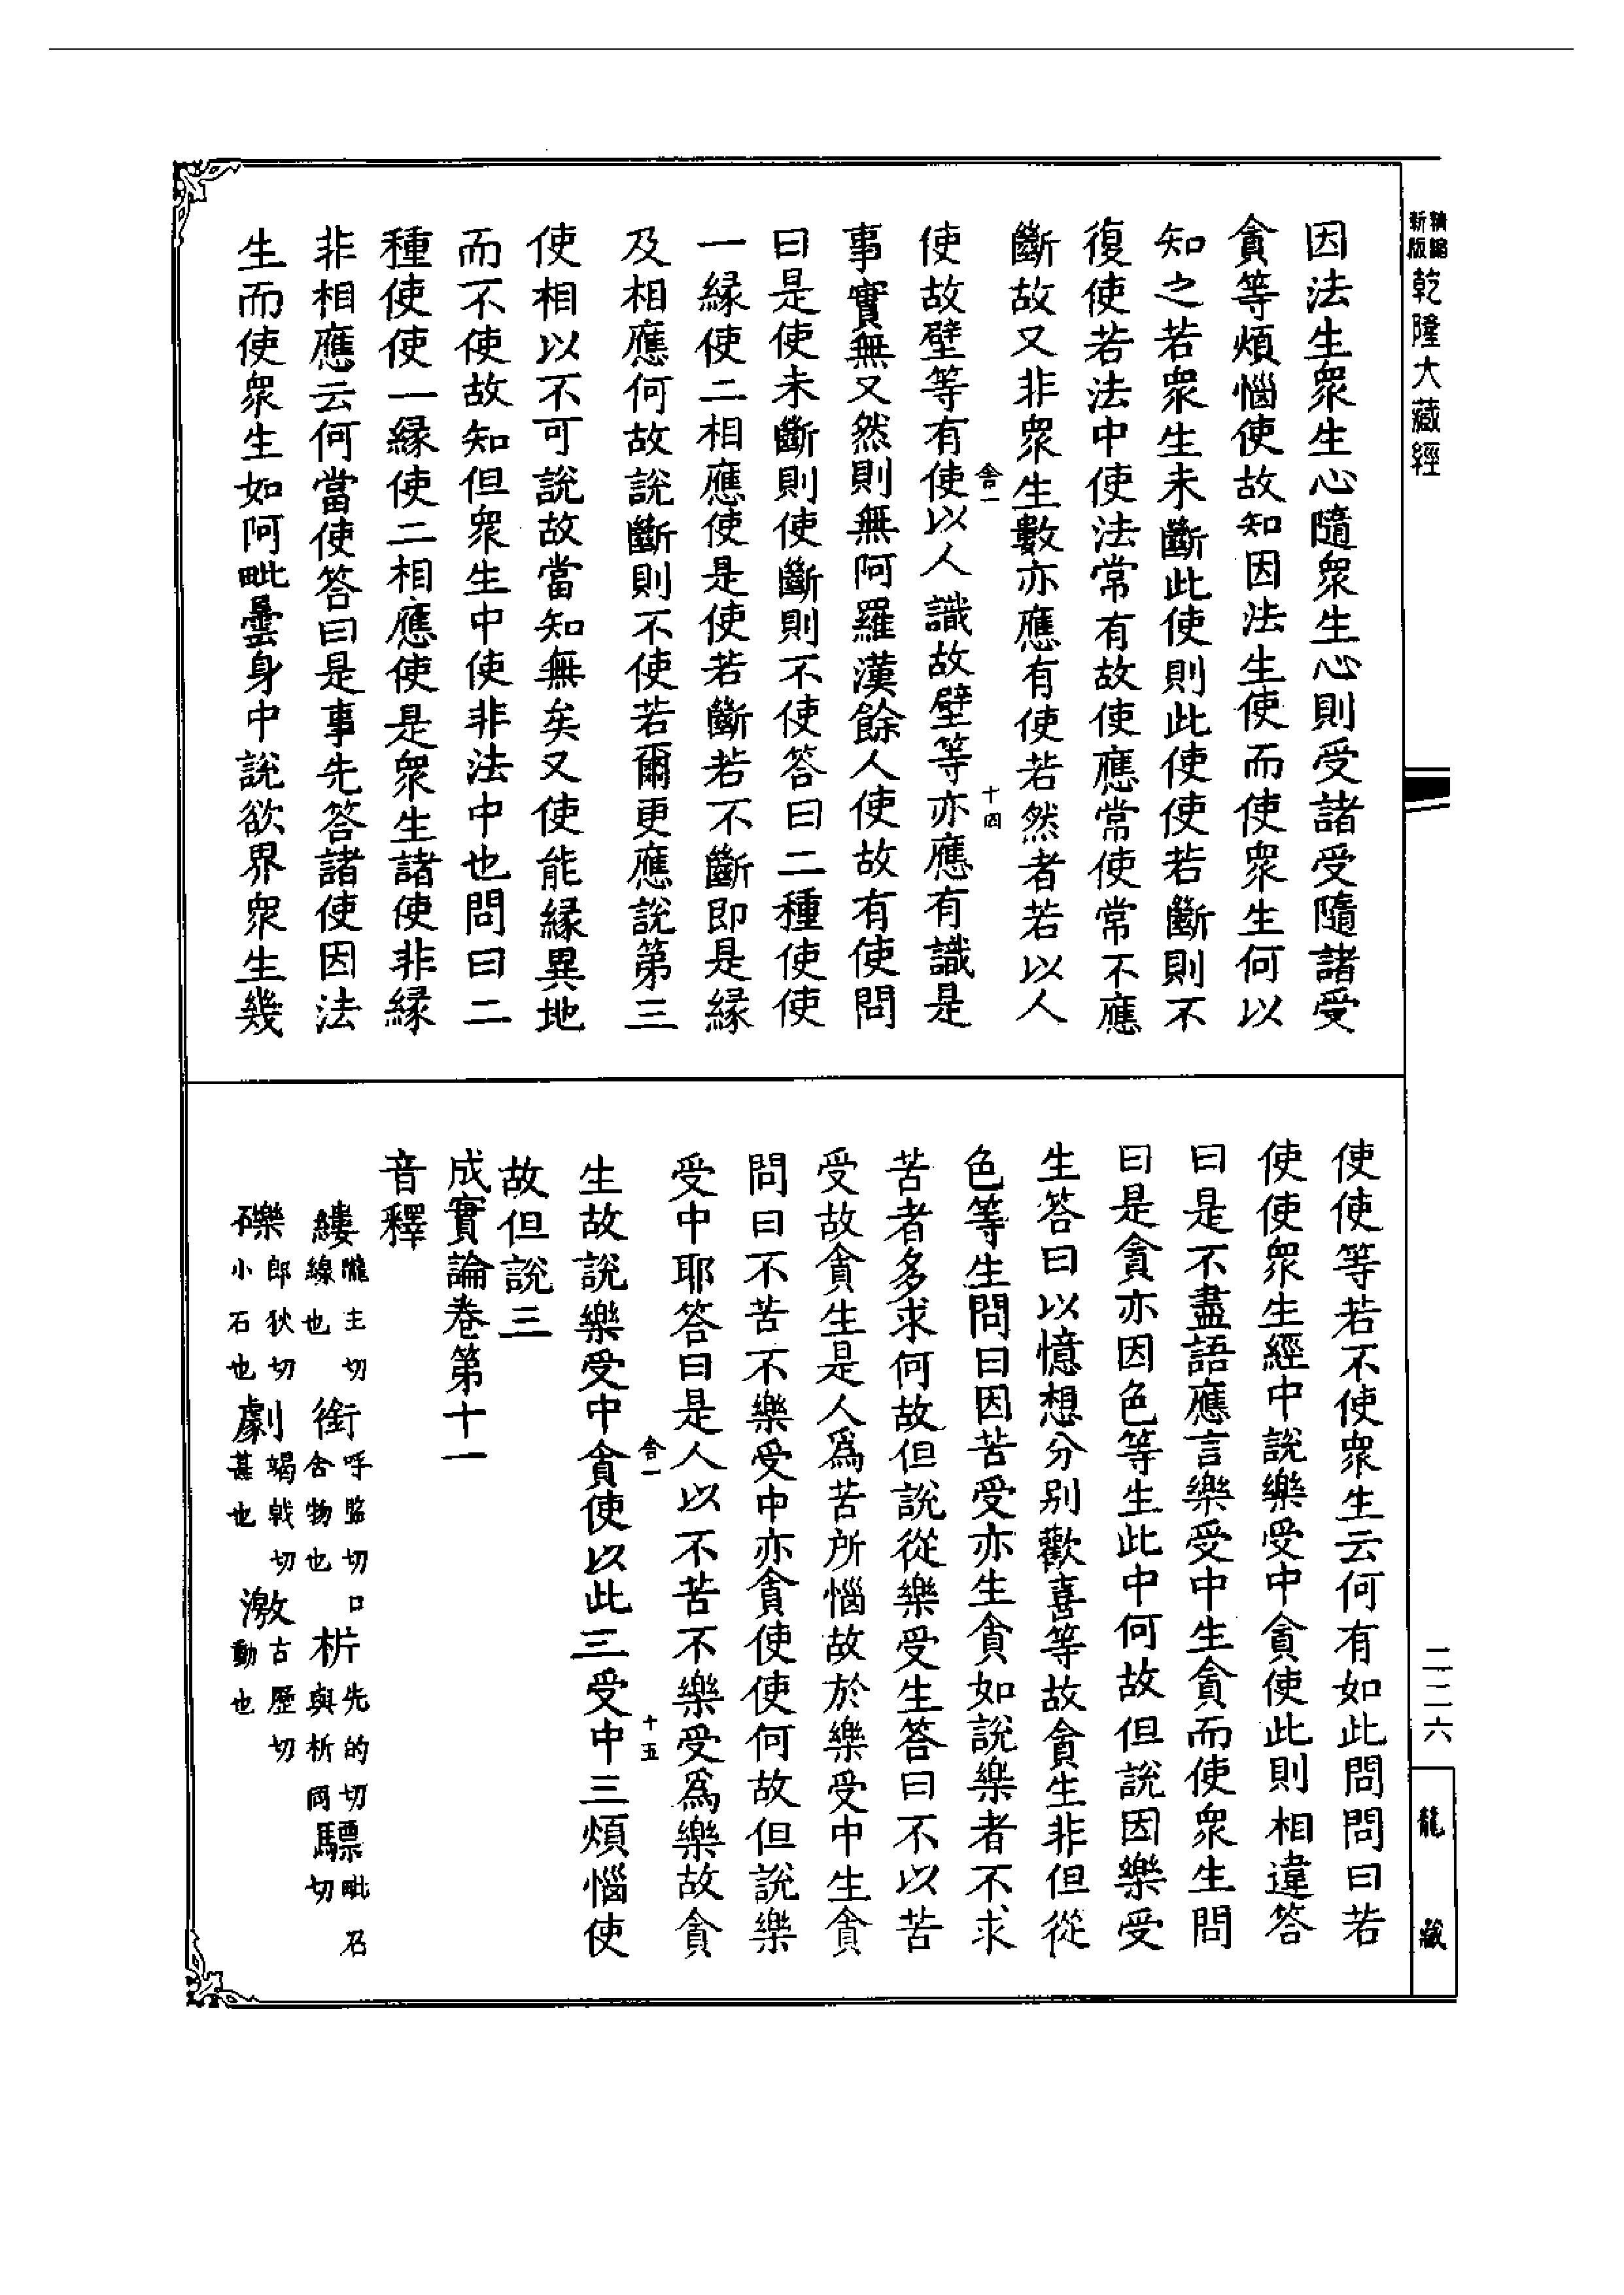 新版精縮乾隆大藏經
因法生眾生心隨眾生心則受諸受隨諸受
貪等煩惱使故知因法生使而使眾生何以
知之若眾生未斷此使則此使使若斷則不
復使若法中使法常有故使應常使常不應
斷故又非眾生數亦應有使若然者若以人
舍一
十四
使故壁等有使以人識故壁等亦應有識是
事實無又然則無阿羅漢餘人使故有使問
曰是使未斷則使斷則不使答曰二種使使
一緣使二相應使是使若斷若不斷即是緣
及相應何故說斷則不使若爾更應說第三
使相以不可說故當知無矣又使能緣異地
而不使故知但眾生中使非法中也問曰二
種使使一緣使二相應使是眾生諸使非緣
非相應云何當使答曰是事先答諸使因法
生而使眾生如阿毗曇身中說欲界眾生幾
使使等若不使眾生云何有如此問問曰若
使使眾生經中說樂受中貪使此則相違答
曰是不盡語應言樂受中生貪而使眾生問
曰是貪亦因色等生此中何故但說因樂受
生答曰以憶想分別歡喜等故貪生非但從
色等生問曰因苦受亦生貪如說樂者不求
苦者多求何故但說從樂受生答曰不以苦
受故貪生是人為苦所惱故於樂受中生貪
問曰不苦不樂受中亦貪使使何故但說樂
受中耶答曰是人以不苦不樂受為樂故貪
舍一
十五
生故說樂受中貪使以此三受中三煩惱使
故但說三
成實論卷第十一
音釋
縷隴主切線也 銜乎監切口含物也 析先的切與析同 驃毗召切
礫郎狄切小石也 劇竭戟切甚也 激古歷切動也
二二六
龍藏